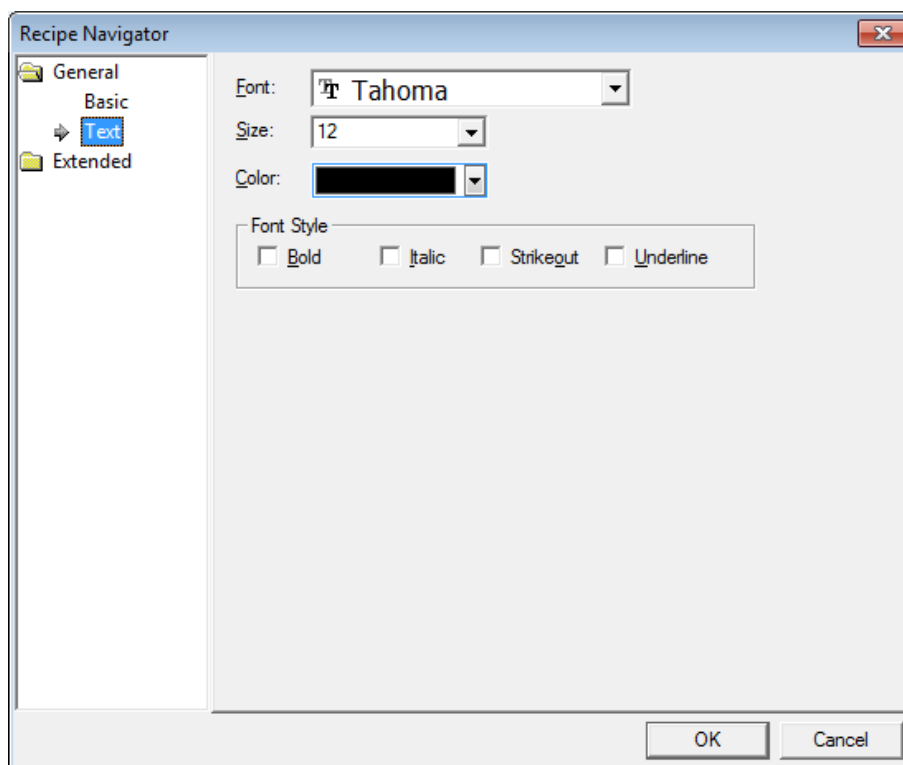 Recipe Navigator
General
Basic
Text
Extended
Font: Tahoma
Size: 12
Color:
Font Style
Bold Italic Strikeout Underline
OK Cancel